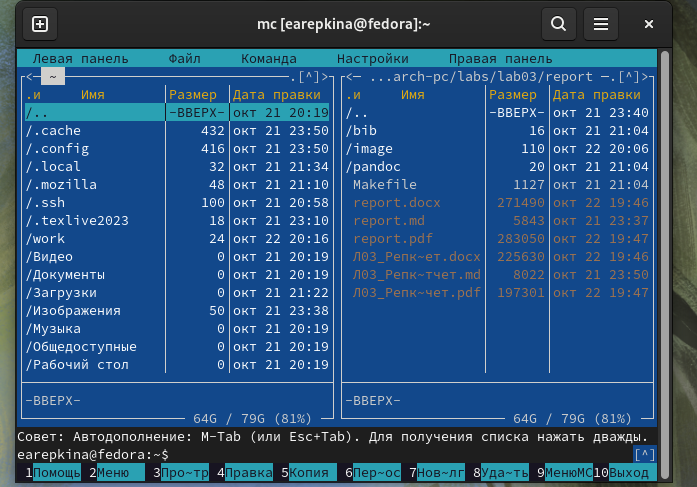 mc [earepkina@fedora]:~
Левая панель Файл Команда Настройки Правая панель
<─ ~ .[^]>
.и Имя Размер Дата правки
/.. -ВВЕРХ- окт 21 20:19
/.cache 432 окт 21 23:50
/.config 416 окт 21 23:50
/.local 32 окт 21 21:34
/.mozilla 48 окт 21 21:10
/.ssh 100 окт 21 20:58
/.texlive2023 18 окт 21 23:10
/work 24 окт 22 20:16
/Видео 0 окт 21 20:19
/Документы 0 окт 21 20:19
/Загрузки 0 окт 21 21:22
/Изображения 50 окт 21 23:38
/Музыка 0 окт 21 20:19
/Общедоступные 0 окт 21 20:19
/Рабочий стол 0 окт 21 20:19
-ВВЕРХ-
64G / 79G (81%)
<─ ...arch-pc/labs/lab03/report ─.[^]>
.и Имя Размер Дата правки
/.. -ВВЕРХ- окт 21 23:40
/bib 16 окт 21 21:04
/image 110 окт 22 20:06
/pandoc 20 окт 21 21:04
Makefile 1127 окт 21 21:04
report.docx 271490 окт 22 19:46
report.md 5843 окт 21 23:37
report.pdf 283050 окт 22 19:47
Л03_Репк~ет.docx 225630 окт 22 19:46
Л03_Репк~тчет.md 8022 окт 21 23:50
Л03_Репк~чет.pdf 197301 окт 22 19:47
-ВВЕРХ-
64G / 79G (81%)
Совет: Автодополнение: M-Tab (или Esc+Tab). Для получения списка нажать дважды.
earepkina@fedora:~$ [^]
1Помощь 2Меню 3Про~тр 4Правка 5Копия 6Пер~ос 7Нов~лг 8Уда~ть 9МенюMC 10Выход